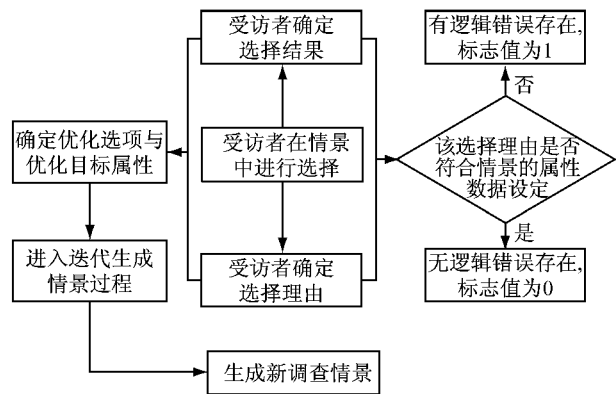 受访者确定
选择结果
有逻辑错误存在,
标志值为1
否
确定优化选项与
优化目标属性
受访者在情景
中进行选择
该选择理由是否
符合情景的属性
数据设定
是
进入迭代生成
情景过程
受访者确定
选择理由
无逻辑错误存在,
标志值为0
生成新调查情景